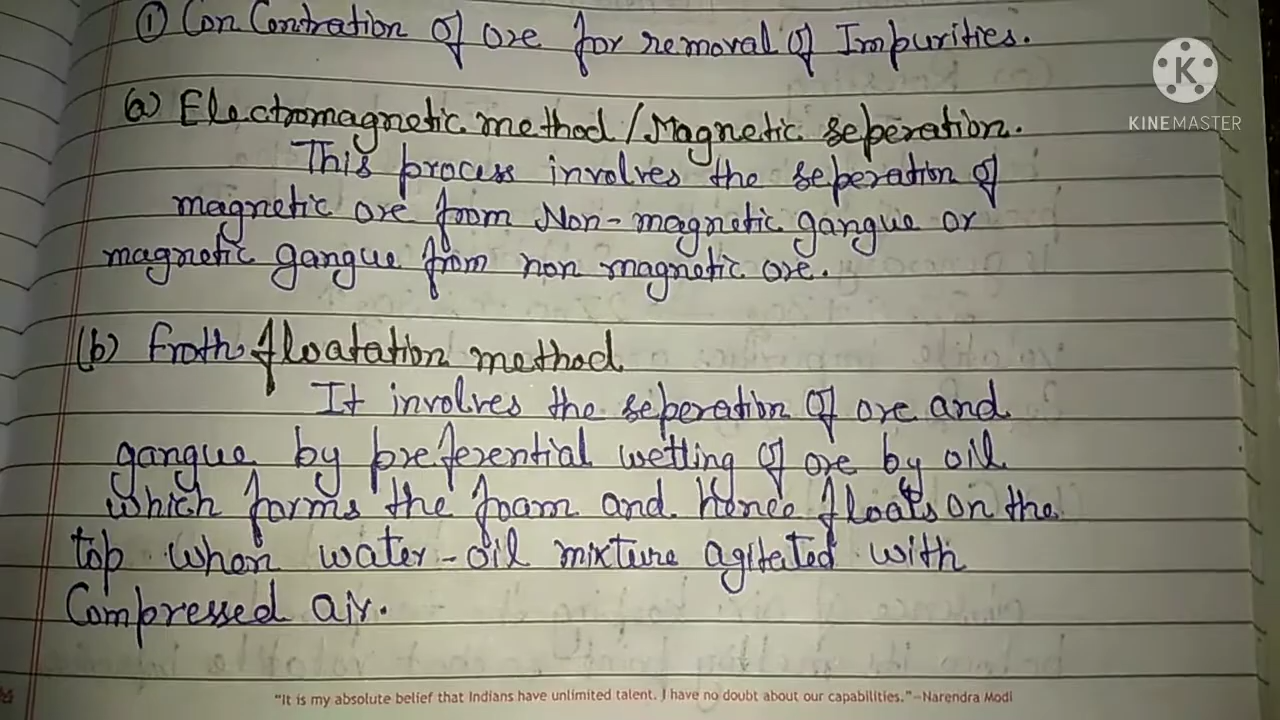 ① Con Contration of ore for removal of Impurities.
KINEMASTER
(a) Electromagnetic method / Magnetic seperation.
This process involves the seperation of
magnetic ore from Non-magnetic gangue or
magnetic gangue from non magnetic ore.
(b) Froth floatation method
It involves the seperation of ore and
gangue by preferential wetting of ore by oil
which forms the foam and hence floats on the
top when water-oil mixture agitated with
Compressed air.
"It is my absolute belief that Indians have unlimited talent. I have no doubt about our capabilities."–Narendra Modi